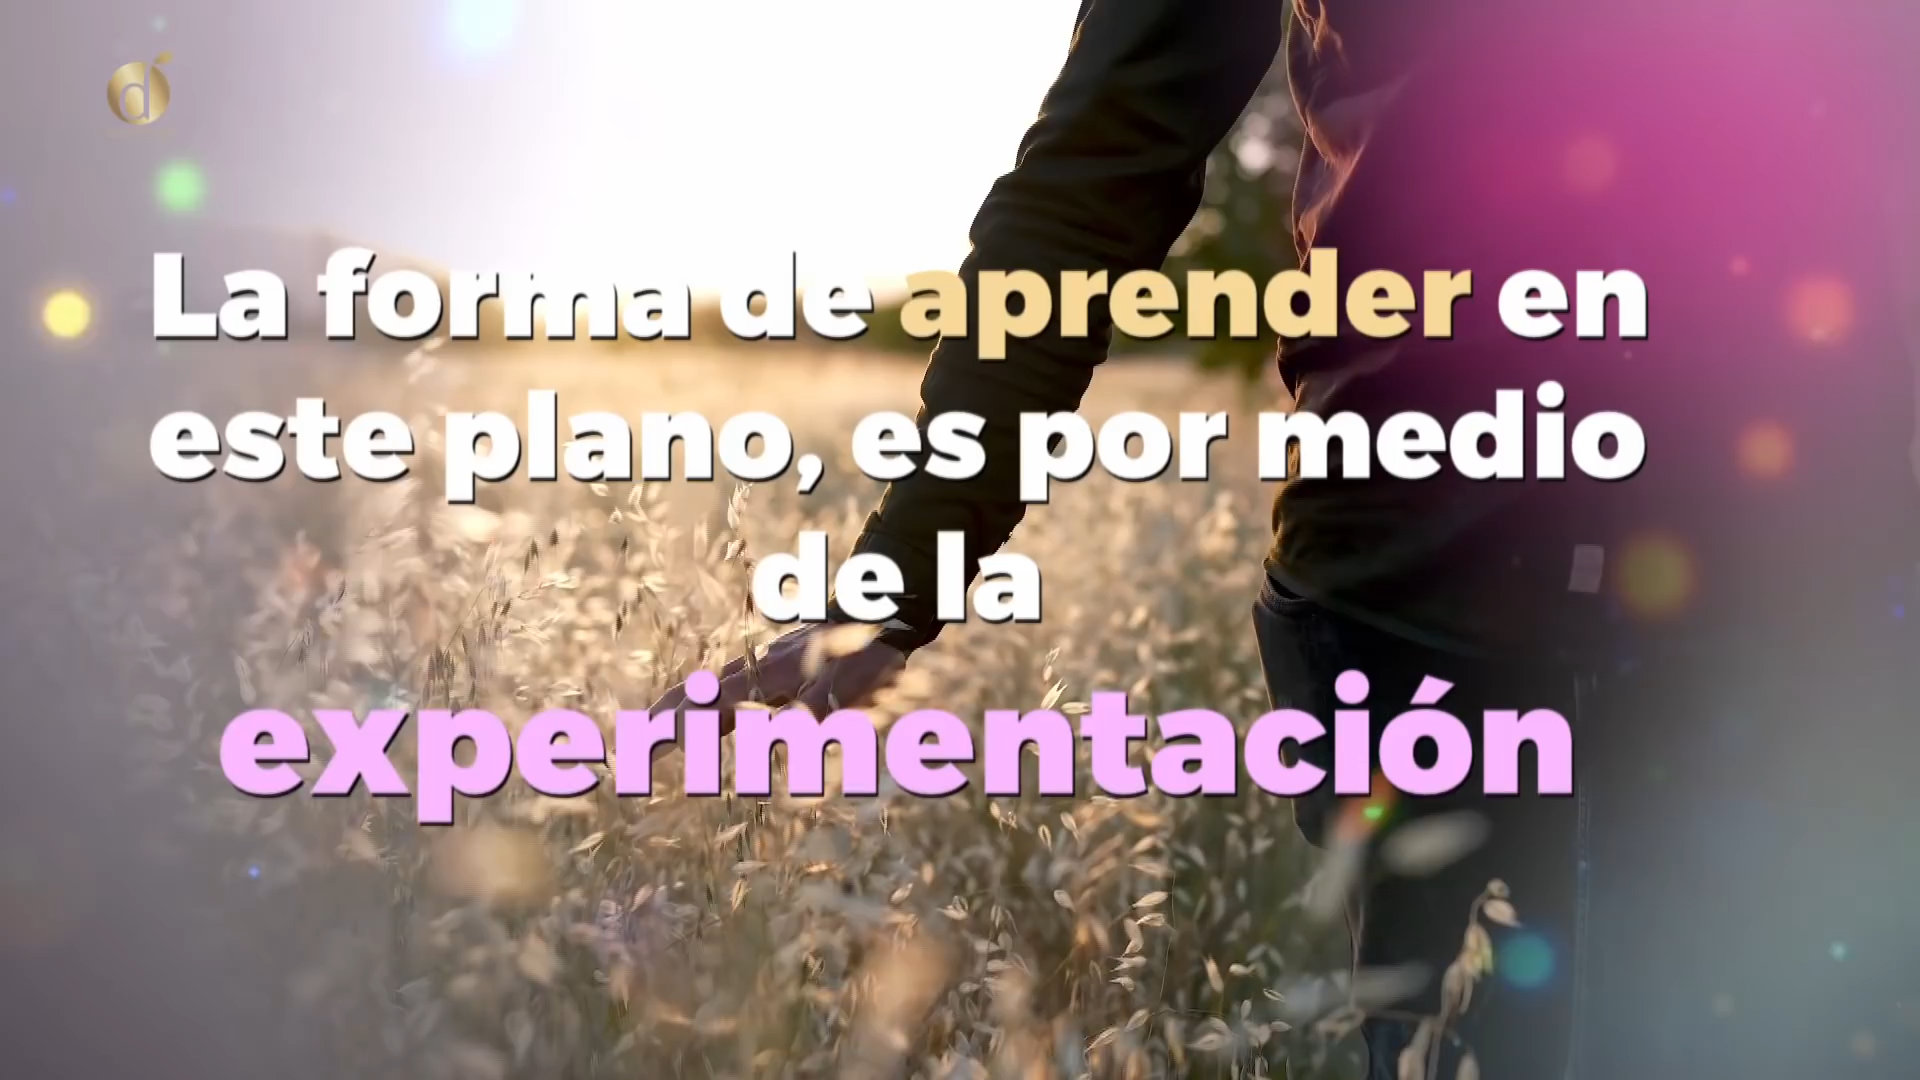 d
La forma de aprender en
este plano, es por medio
de la
experimentación